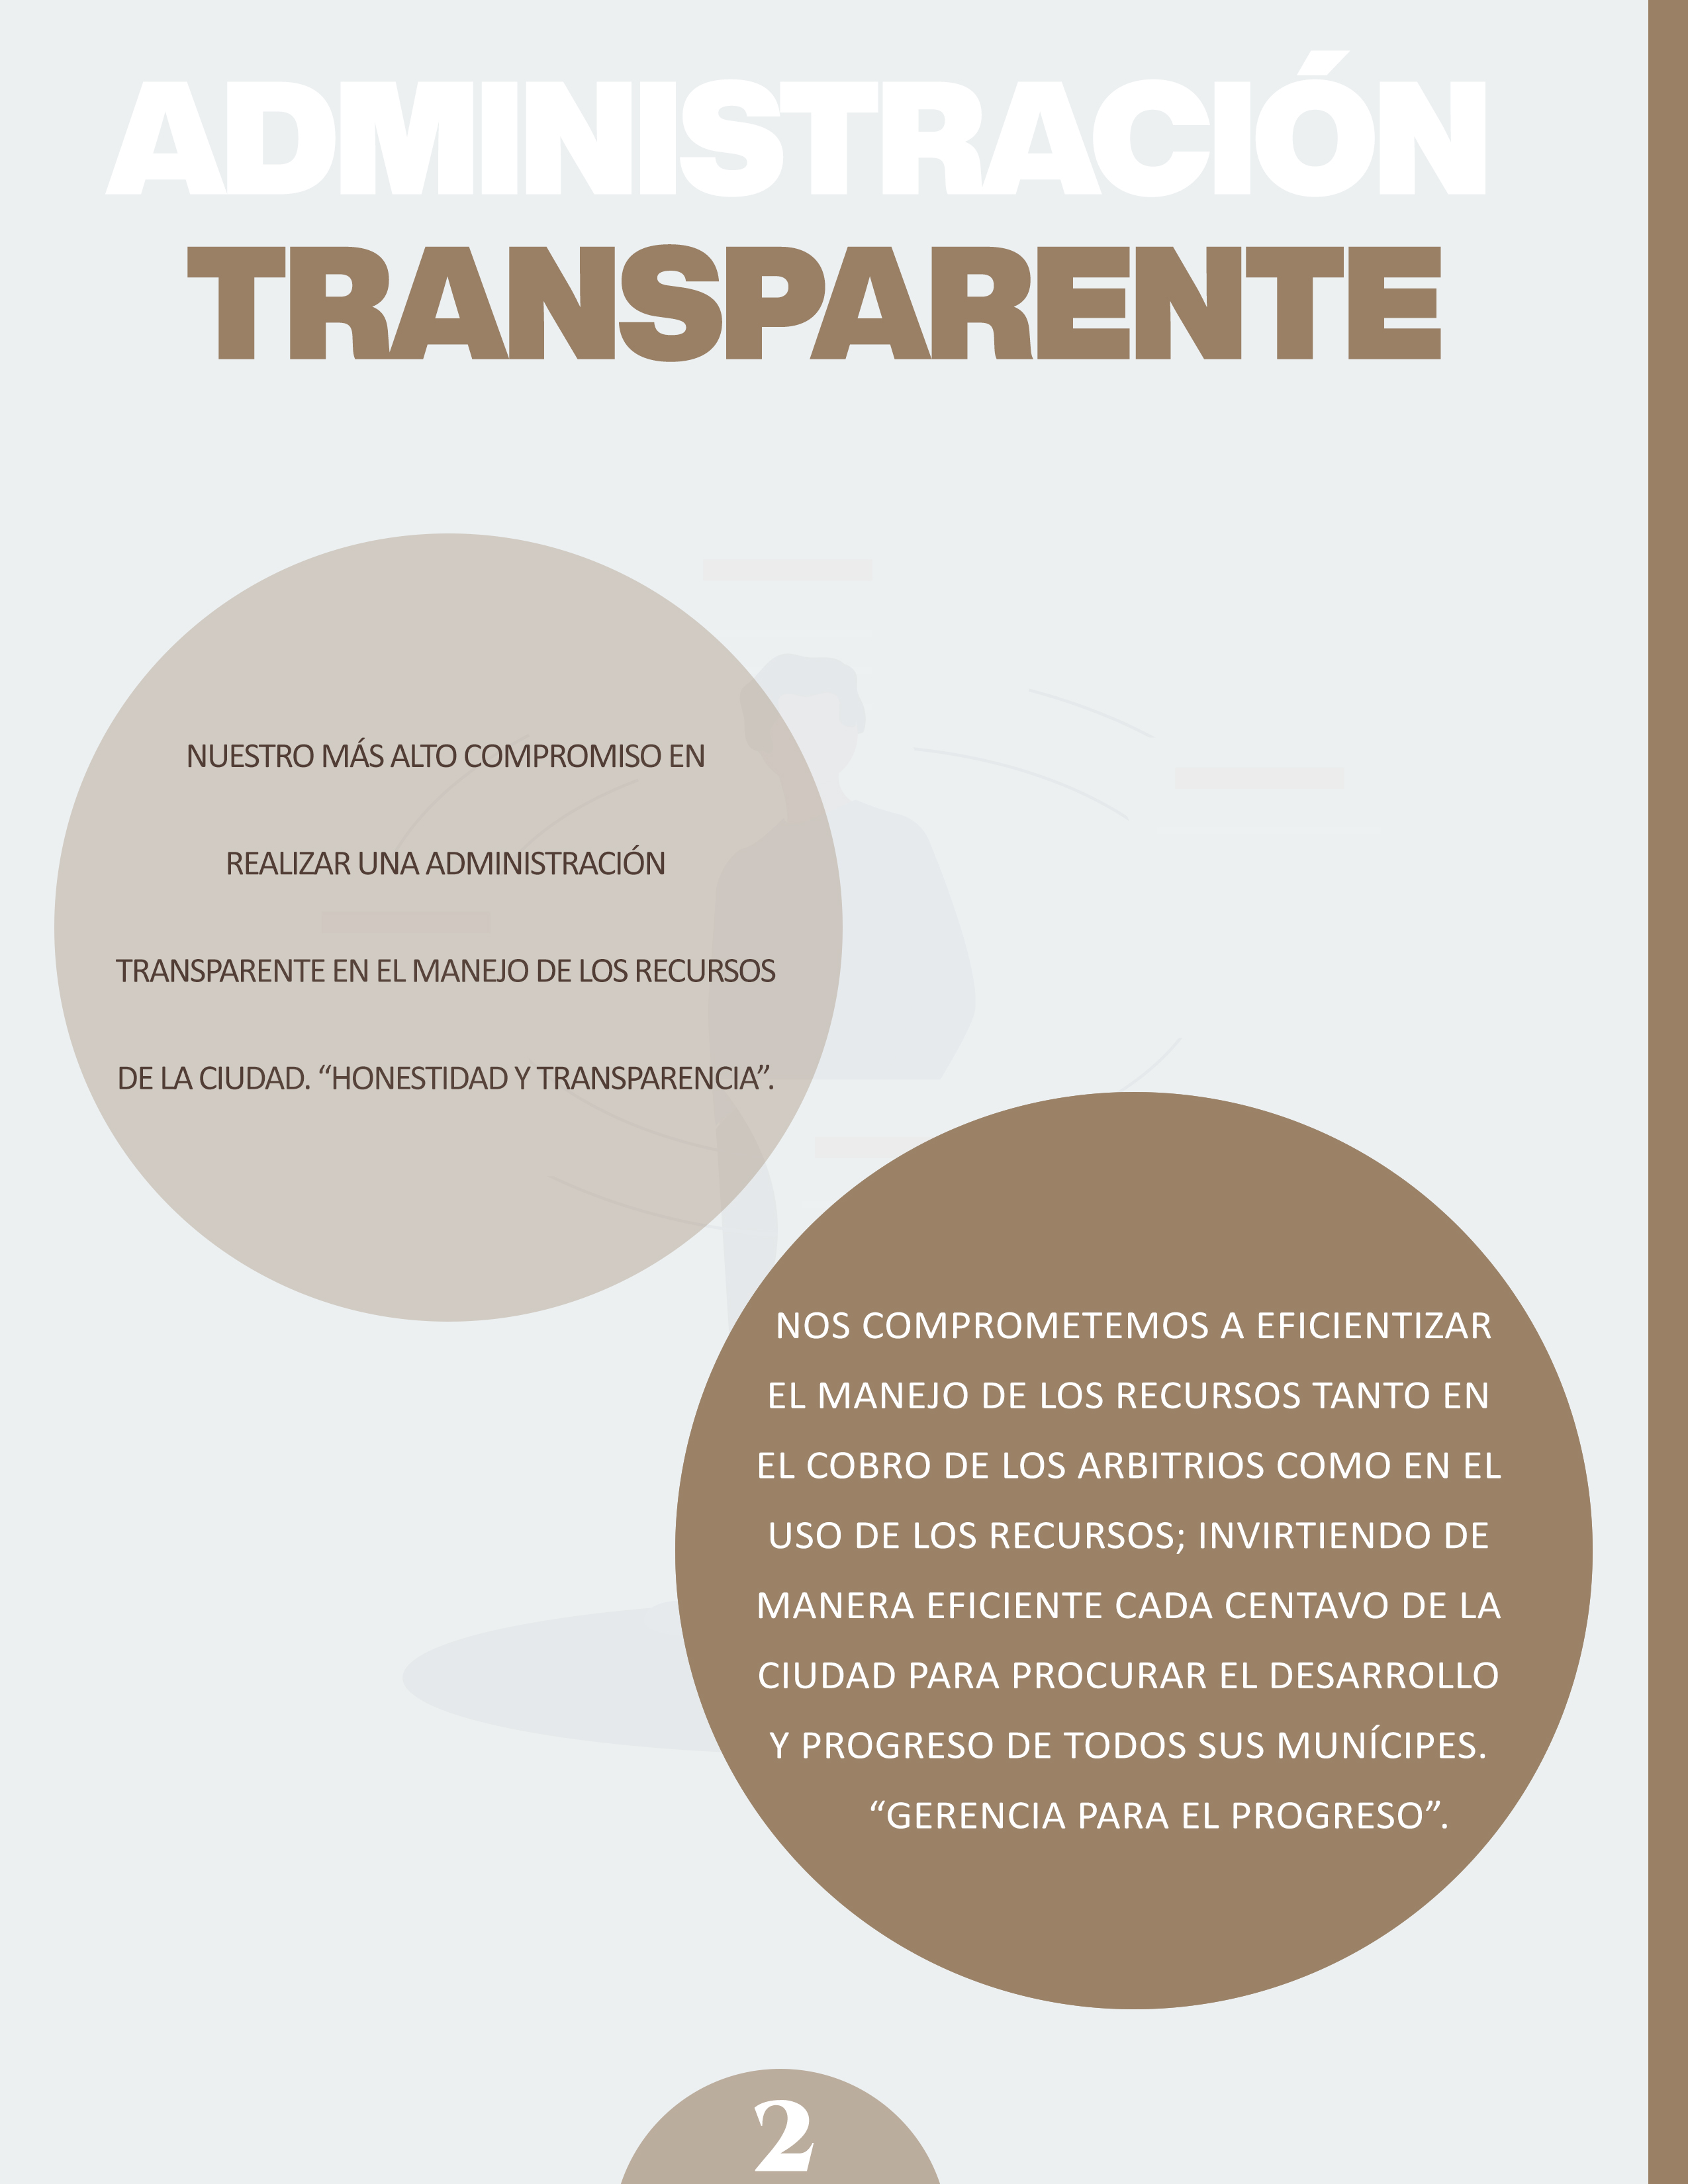 ADMINISTRACIÓN
TRANSPARENTE
NUESTRO MÁS ALTO COMPROMISO EN
REALIZAR UNA ADMINISTRACIÓN
TRANSPARENTE EN EL MANEJO DE LOS RECURSOS
DE LA CIUDAD. “HONESTIDAD Y TRANSPARENCIA”.
NOS COMPROMETEMOS A EFICIENTIZAR
EL MANEJO DE LOS RECURSOS TANTO EN
EL COBRO DE LOS ARBITRIOS COMO EN EL
USO DE LOS RECURSOS; INVIRTIENDO DE
MANERA EFICIENTE CADA CENTAVO DE LA
CIUDAD PARA PROCURAR EL DESARROLLO
Y PROGRESO DE TODOS SUS MUNÍCIPES.
“GERENCIA PARA EL PROGRESO”.
2